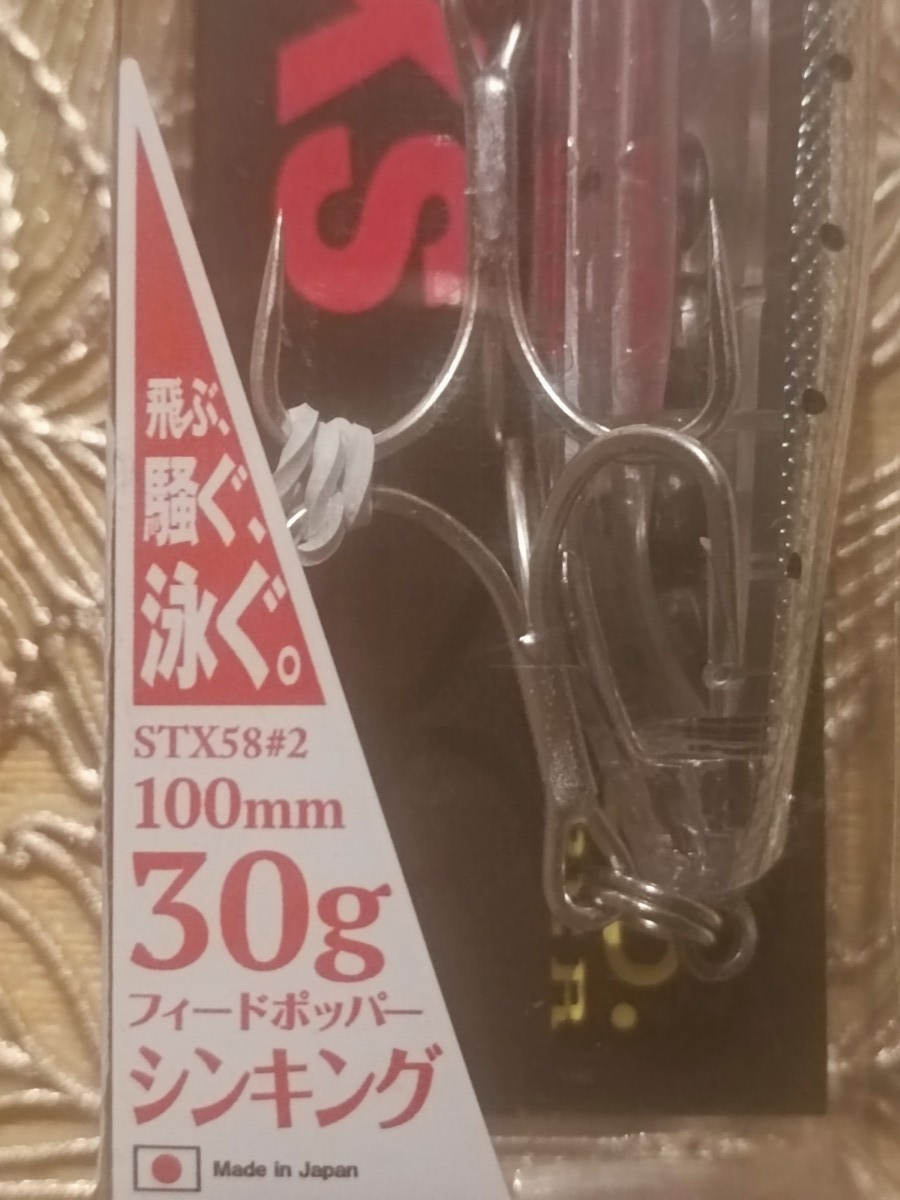 飛ぶ、
騒ぐ、
泳ぐ。
STX58#2
100mm
30g
フィードポッパー
シンキング
Made in Japan